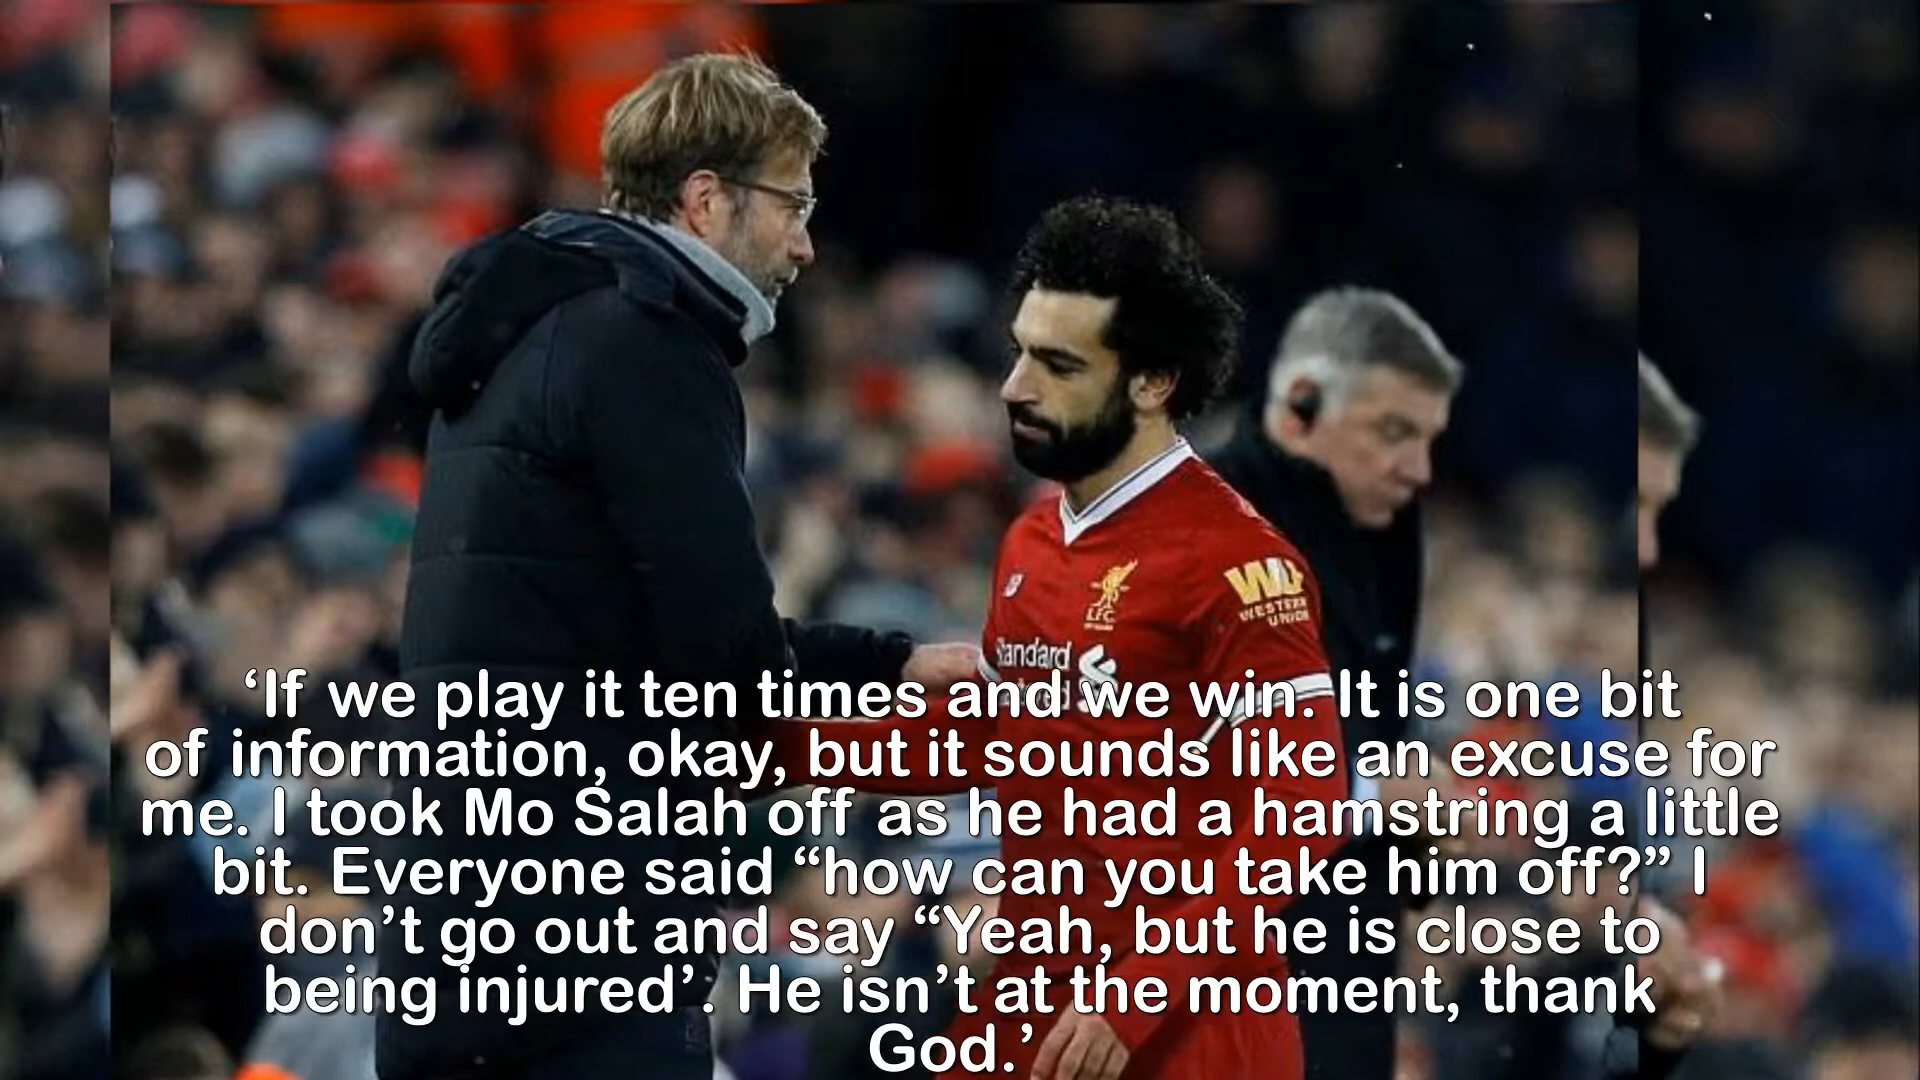 WU
WESTERN
UNION
L.F.C.
Standard
‘If we play it ten times and we win. It is one bit
of information, okay, but it sounds like an excuse for
me. I took Mo Salah off as he had a hamstring a little
bit. Everyone said “how can you take him off?” I
don’t go out and say “Yeah, but he is close to
being injured’. He isn’t at the moment, thank
God.’